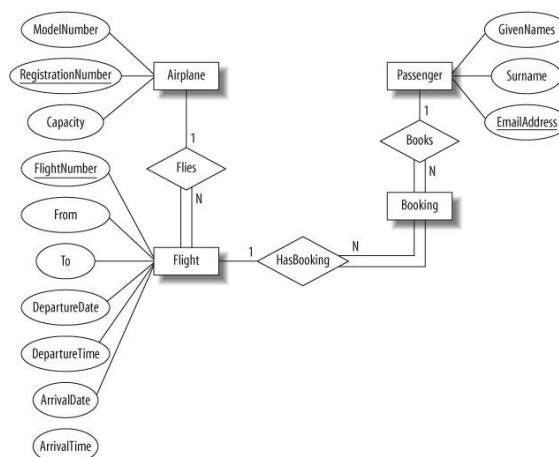 ModelNumber
RegistrationNumber
Capacity
Airplane
1
Flies
N
FlightNumber
From
To
DepartureDate
DepartureTime
ArrivalDate
ArrivalTime
Flight
1
HasBooking
N
GivenNames
Surname
EmailAddress
Passenger
1
Books
N
Booking